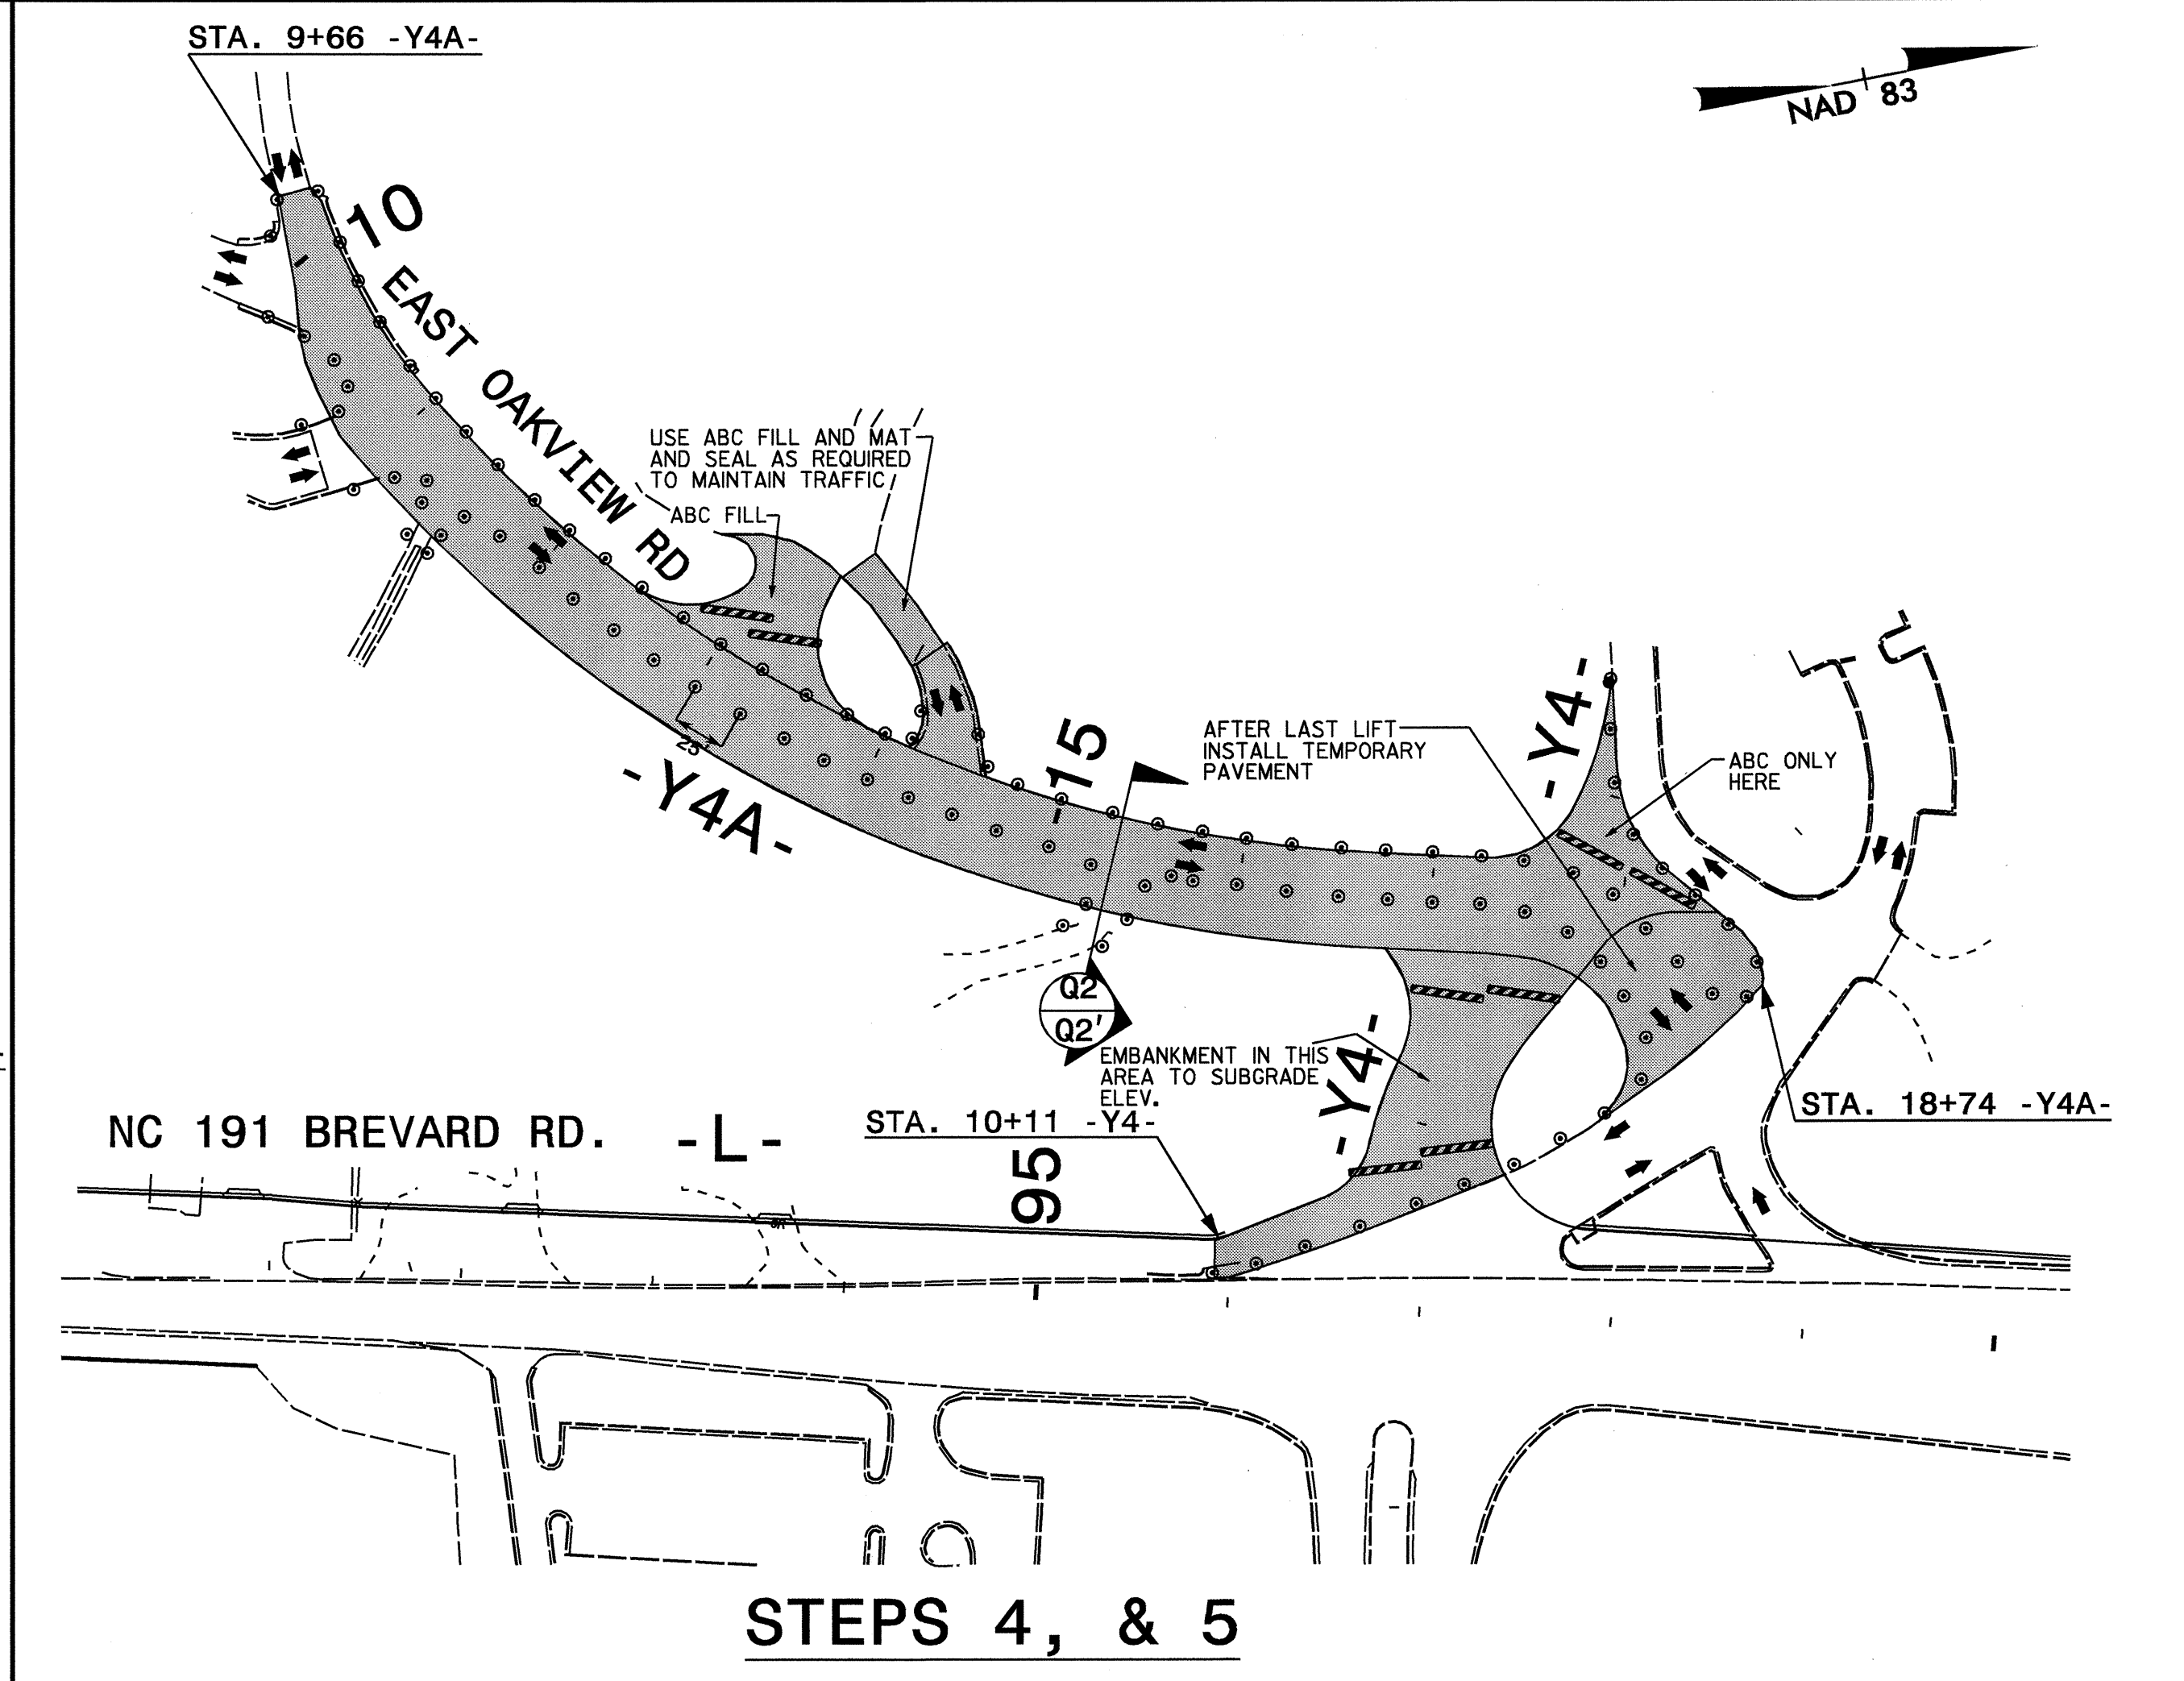 STA. 9+66 -Y4A-
NAD 83
10
EAST OAKVIEW RD
USE ABC FILL AND MAT
AND SEAL AS REQUIRED
TO MAINTAIN TRAFFIC
ABC FILL
-Y4-
15
AFTER LAST LIFT
INSTALL TEMPORARY
PAVEMENT
ABC ONLY
HERE
23'
-Y4A-
Q2
Q2'
EMBANKMENT IN THIS
AREA TO SUBGRADE
ELEV.
-Y4-
STA. 18+74 -Y4A-
NC 191 BREVARD RD. -L-
STA. 10+11 -Y4-
95
STEPS 4, & 5